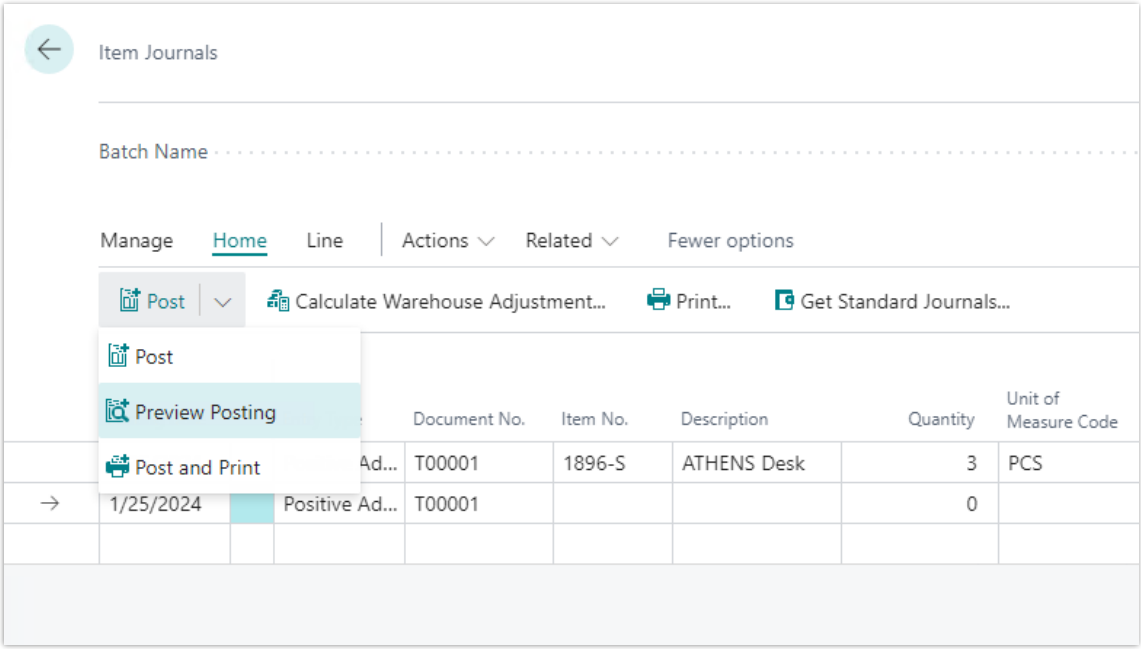 Item Journals
Batch Name
Manage Home Line Actions Related Fewer options
Post Calculate Warehouse Adjustment... Print... Get Standard Journals...
Post
Preview Posting
Post and Print
Document No. Item No. Description Quantity Unit of Measure Code
Ad... T00001 1896-S ATHENS Desk 3 PCS
1/25/2024 Positive Ad... T00001 0